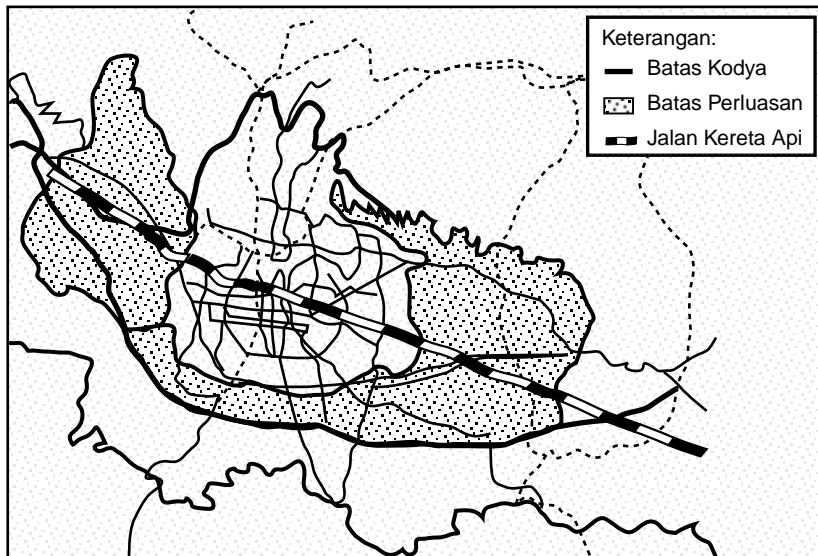 Keterangan:
Batas Kodya
Batas Perluasan
Jalan Kereta Api